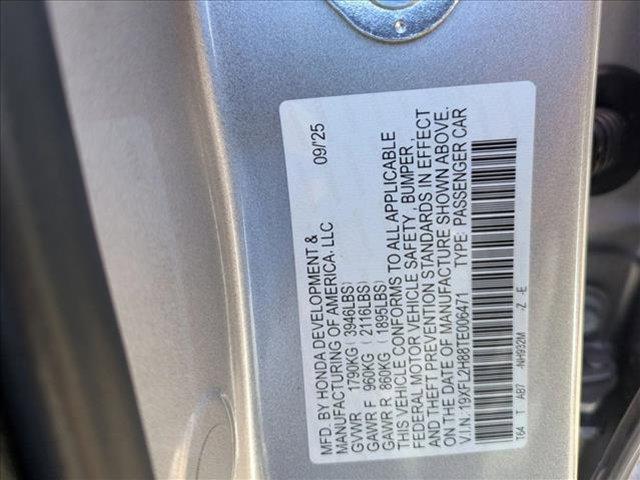 MFD. BY HONDA DEVELOPMENT &
MANUFACTURING OF AMERICA, LLC 09/25
GVWR 1790KG ( 3946LBS)
GAWR F 960KG ( 2116LBS)
GAWR R 860KG ( 1895LBS)
THIS VEHICLE CONFORMS TO ALL APPLICABLE
FEDERAL MOTOR VEHICLE SAFETY , BUMPER ,
AND THEFT PREVENTION STANDARDS IN EFFECT
ON THE DATE OF MANUFACTURE SHOWN ABOVE.
V.I.N.: 19XFL2H88TE006471 TYPE: PASSENGER CAR
T64 T AB7 -NH932M -Z -E